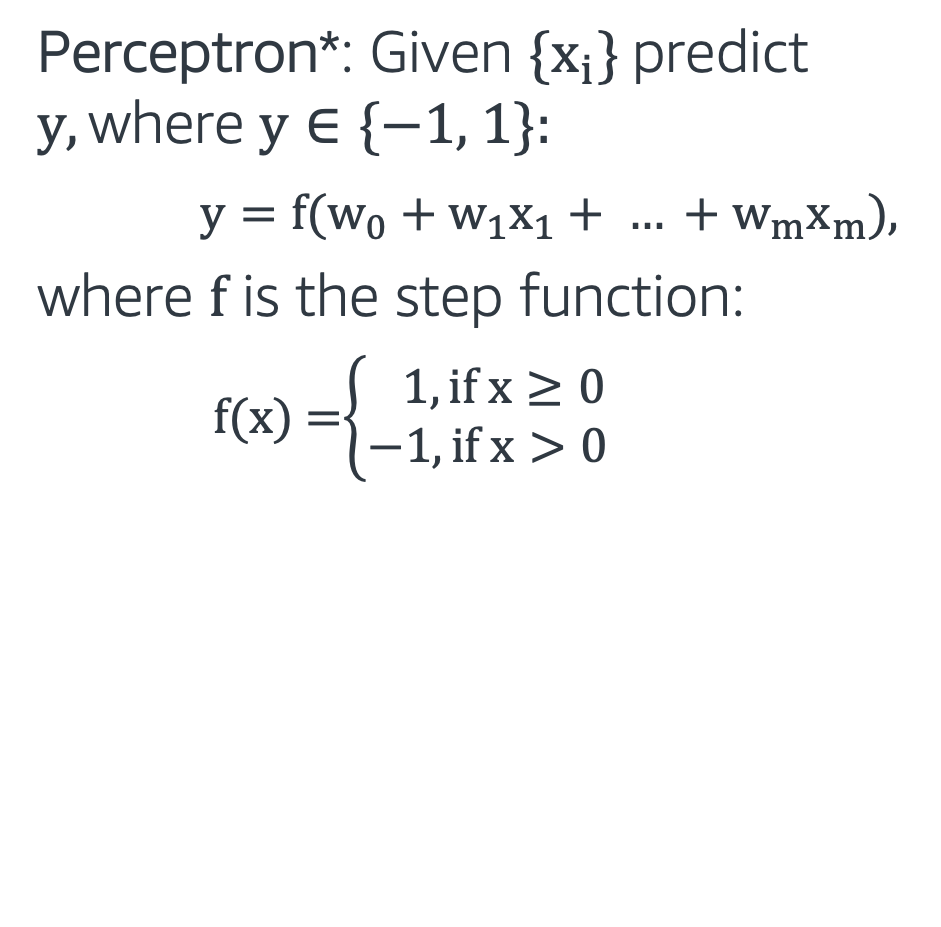 Perceptron*: Given {xᵢ} predict
y, where y ∈ {−1, 1}:
y = f(w₀ + w₁x₁ + … + wₘxₘ),
where f is the step function:
f(x) = { 1, if x ≥ 0
−1, if x > 0